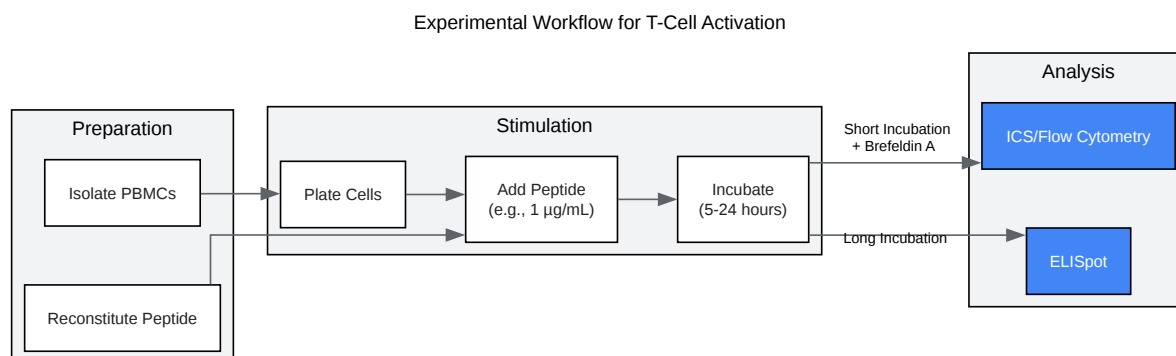 Experimental Workflow for T-Cell Activation
Preparation
Isolate PBMCs
Reconstitute Peptide
Stimulation
Plate Cells
Add Peptide
(e.g., 1 µg/mL)
Incubate
(5-24 hours)
Short Incubation
+ Brefeldin A
Long Incubation
Analysis
ICS/Flow Cytometry
ELISpot